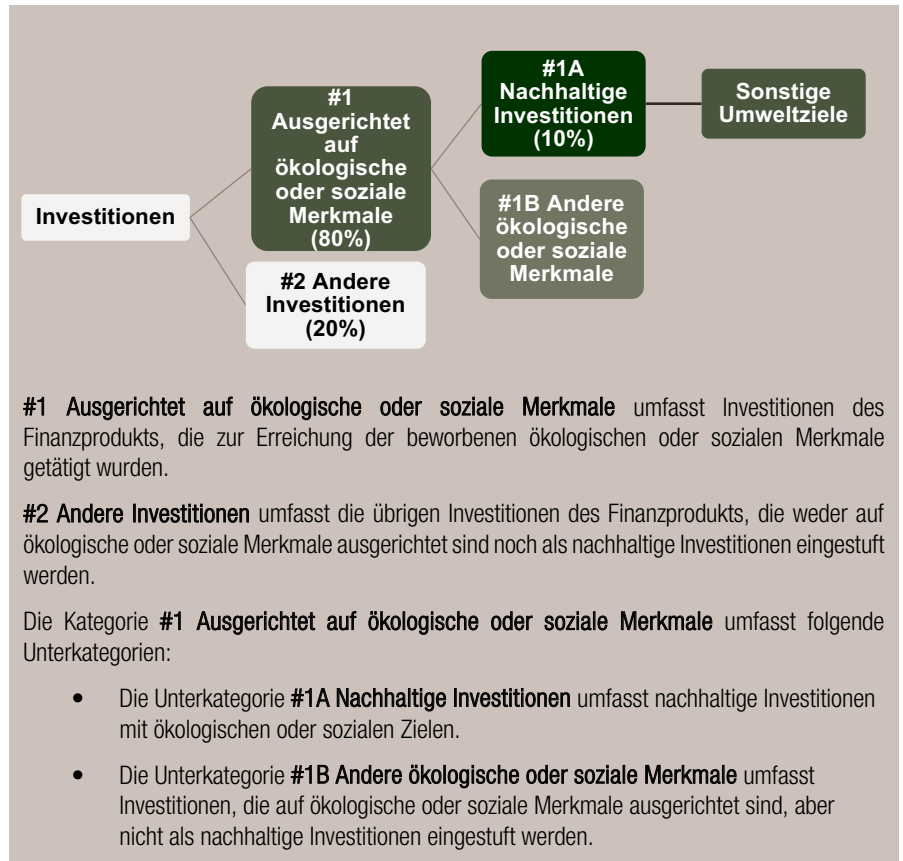 #1
Ausgerichtet
auf
ökologische
oder soziale
Merkmale
(80%)
#1A
Nachhaltige
Investitionen
(10%)
Sonstige
Umweltziele
Investitionen
#1B Andere
ökologische
oder soziale
Merkmale
#2 Andere
Investitionen
(20%)
#1 Ausgerichtet auf ökologische oder soziale Merkmale umfasst Investitionen des
Finanzprodukts, die zur Erreichung der beworbenen ökologischen oder sozialen Merkmale
getätigt wurden.
#2 Andere Investitionen umfasst die übrigen Investitionen des Finanzprodukts, die weder auf
ökologische oder soziale Merkmale ausgerichtet sind noch als nachhaltige Investitionen eingestuft
werden.
Die Kategorie #1 Ausgerichtet auf ökologische oder soziale Merkmale umfasst folgende
Unterkategorien:
• Die Unterkategorie #1A Nachhaltige Investitionen umfasst nachhaltige Investitionen
mit ökologischen oder sozialen Zielen.
• Die Unterkategorie #1B Andere ökologische oder soziale Merkmale umfasst
Investitionen, die auf ökologische oder soziale Merkmale ausgerichtet sind, aber
nicht als nachhaltige Investitionen eingestuft werden.